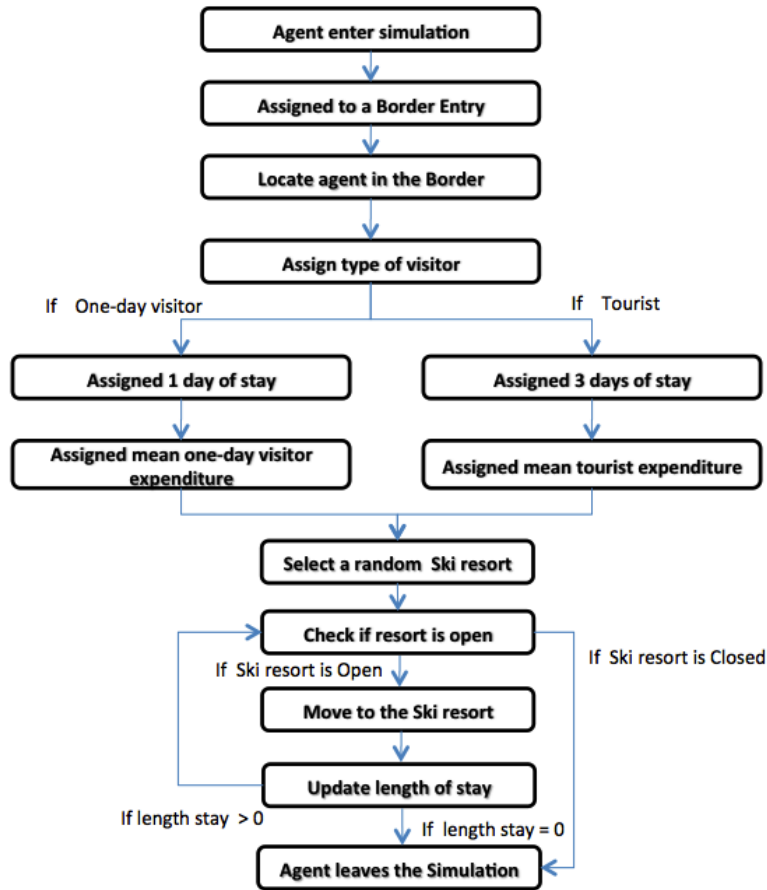 Agent enter simulation
Assigned to a Border Entry
Locate agent in the Border
Assign type of visitor
If One-day visitor
If Tourist
Assigned 1 day of stay
Assigned 3 days of stay
Assigned mean one-day visitor
expenditure
Assigned mean tourist expenditure
Select a random Ski resort
Check if resort is open
If Ski resort is Open
If Ski resort is Closed
Move to the Ski resort
Update length of stay
If length stay > 0
If length stay = 0
Agent leaves the Simulation